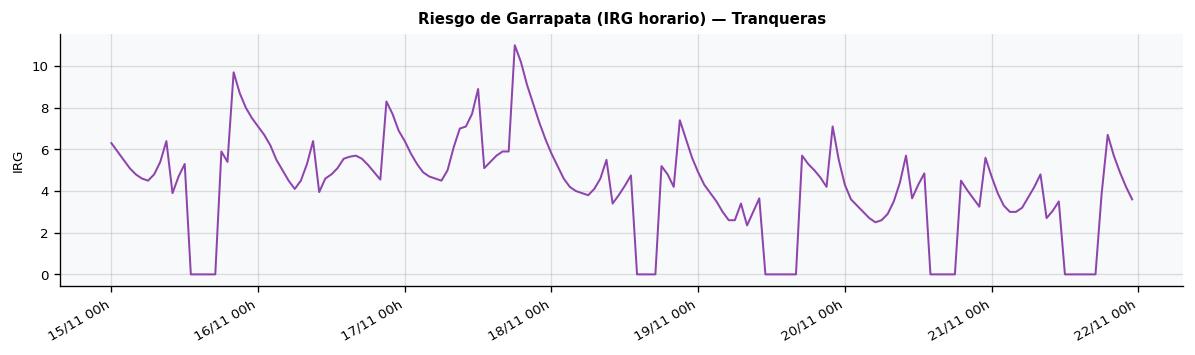 Riesgo de Garrapata (IRG horario) — Tranqueras
IRG
10
8
6
4
2
0
15/11 00h
16/11 00h
17/11 00h
18/11 00h
19/11 00h
20/11 00h
21/11 00h
22/11 00h